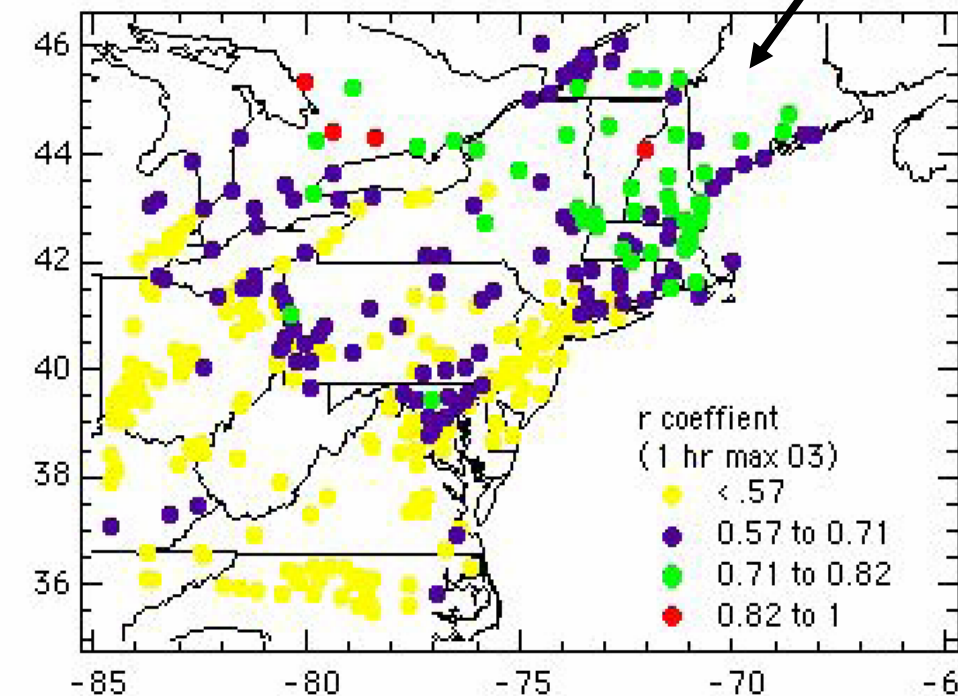 46
44
42
40
38
36
r coeffient
(1 hr max O3)
< .57
0.57 to 0.71
0.71 to 0.82
0.82 to 1
-85
-80
-75
-70
-6